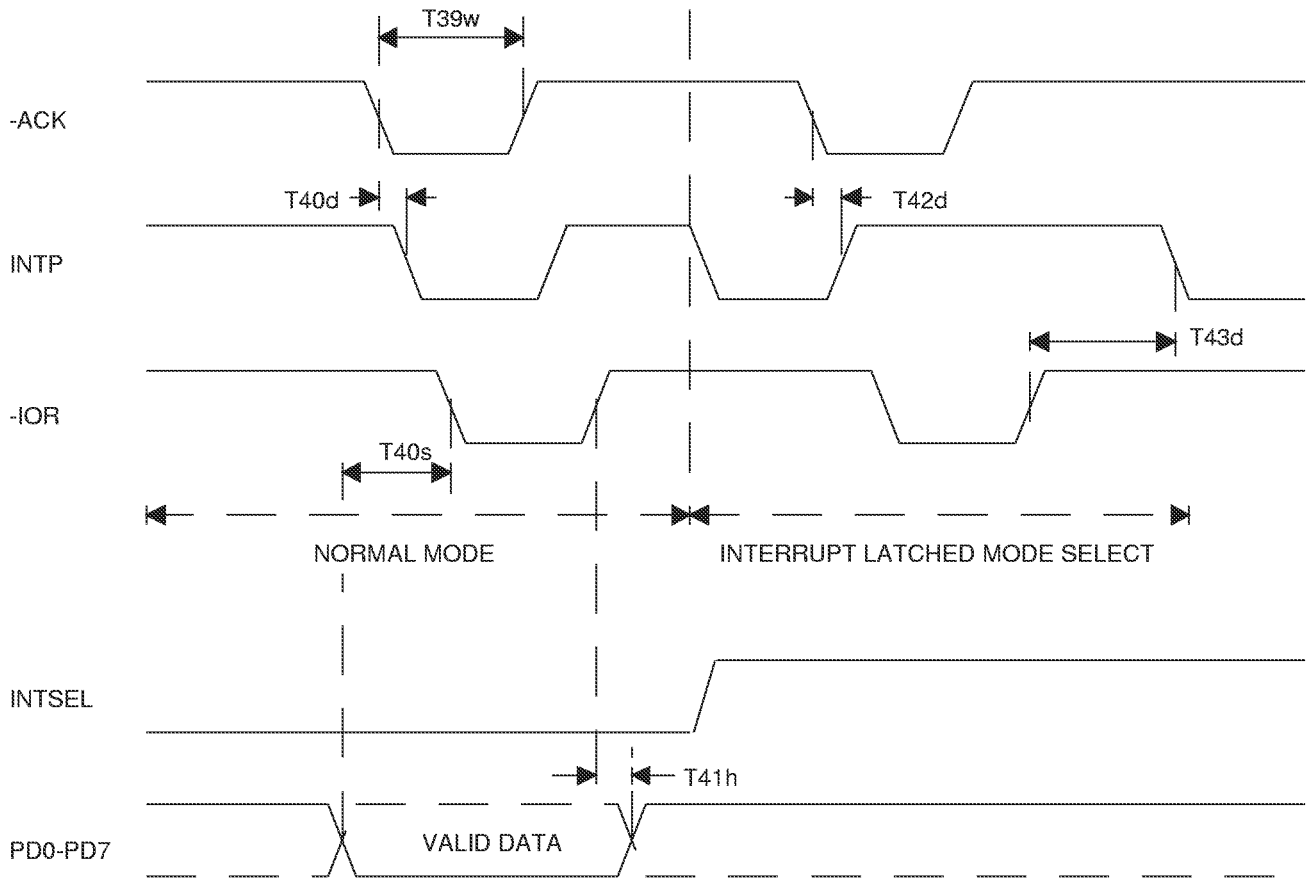 T39w
-ACK
T40d
T42d
INTP
T43d
-IOR
T40s
NORMAL MODE
INTERRUPT LATCHED MODE SELECT
INTSEL
T41h
PD0-PD7
VALID DATA